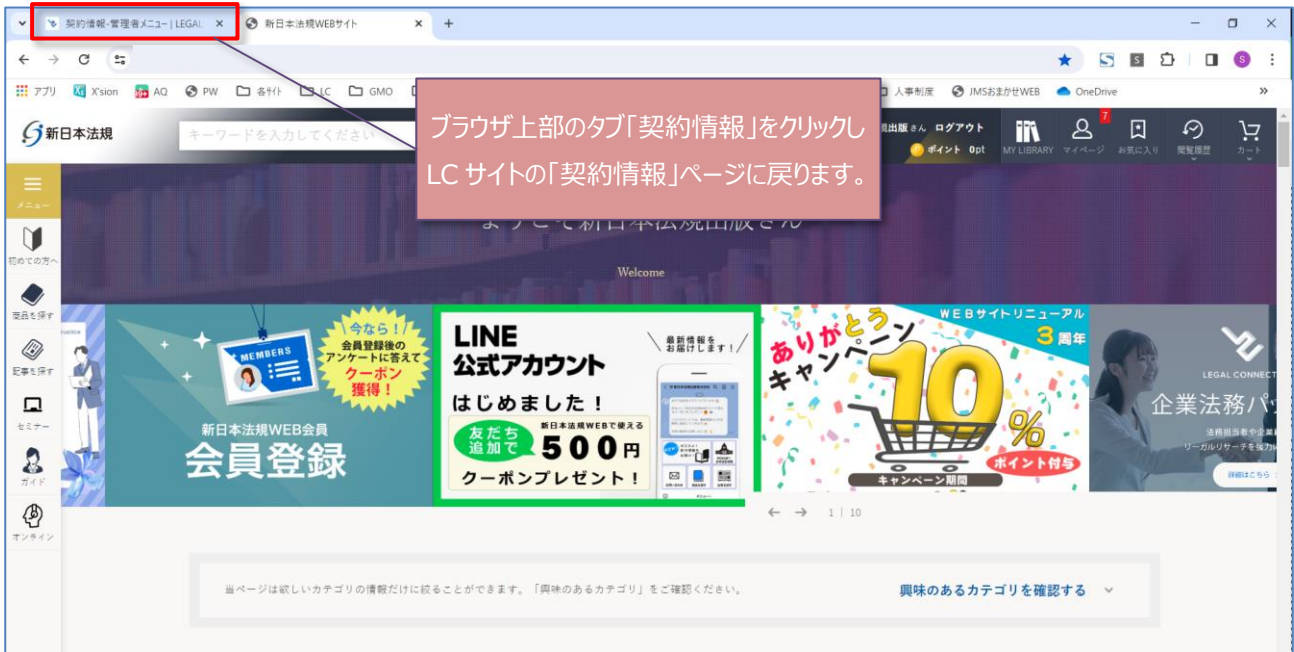 契約情報-管理者メニュー | LEGAL
新日本法規WEBサイト
アプリ X'sion AQ PW 各サイト LC GMO
人事制度 JMSおまかせWEB OneDrive
新日本法規
キーワードを入力してください
ログアウト
ポイント 0pt
MY LIBRARY
7
マイページ
お気に入り
閲覧履歴
カート
ブラウザ上部のタブ「契約情報」をクリックし
LC サイトの「契約情報」ページに戻ります。
メニュー
初めての方へ
商品を探す
記事を探す
セミナー
ガイド
オンライン
ようこそ新日本法規出版さん
Welcome
MEMBERS
今なら!
会員登録後の
アンケートに答えて
クーポン
獲得!
新日本法規WEB会員
会員登録
LINE
公式アカウント
はじめました!
最新情報を
お届けします!
友だち
追加で
新日本法規WEBで使える
500円
クーポンプレゼント!
WEBサイトリニューアル
3周年
ありがとう
キャンペーン
10%
ポイント付与
キャンペーン期間
LEGAL CONNECT
企業法務パッ
詳細はこちら
1 | 10
当ページは欲しいカテゴリの情報だけに絞ることができます。「興味のあるカテゴリ」をご確認ください。
興味のあるカテゴリを確認する